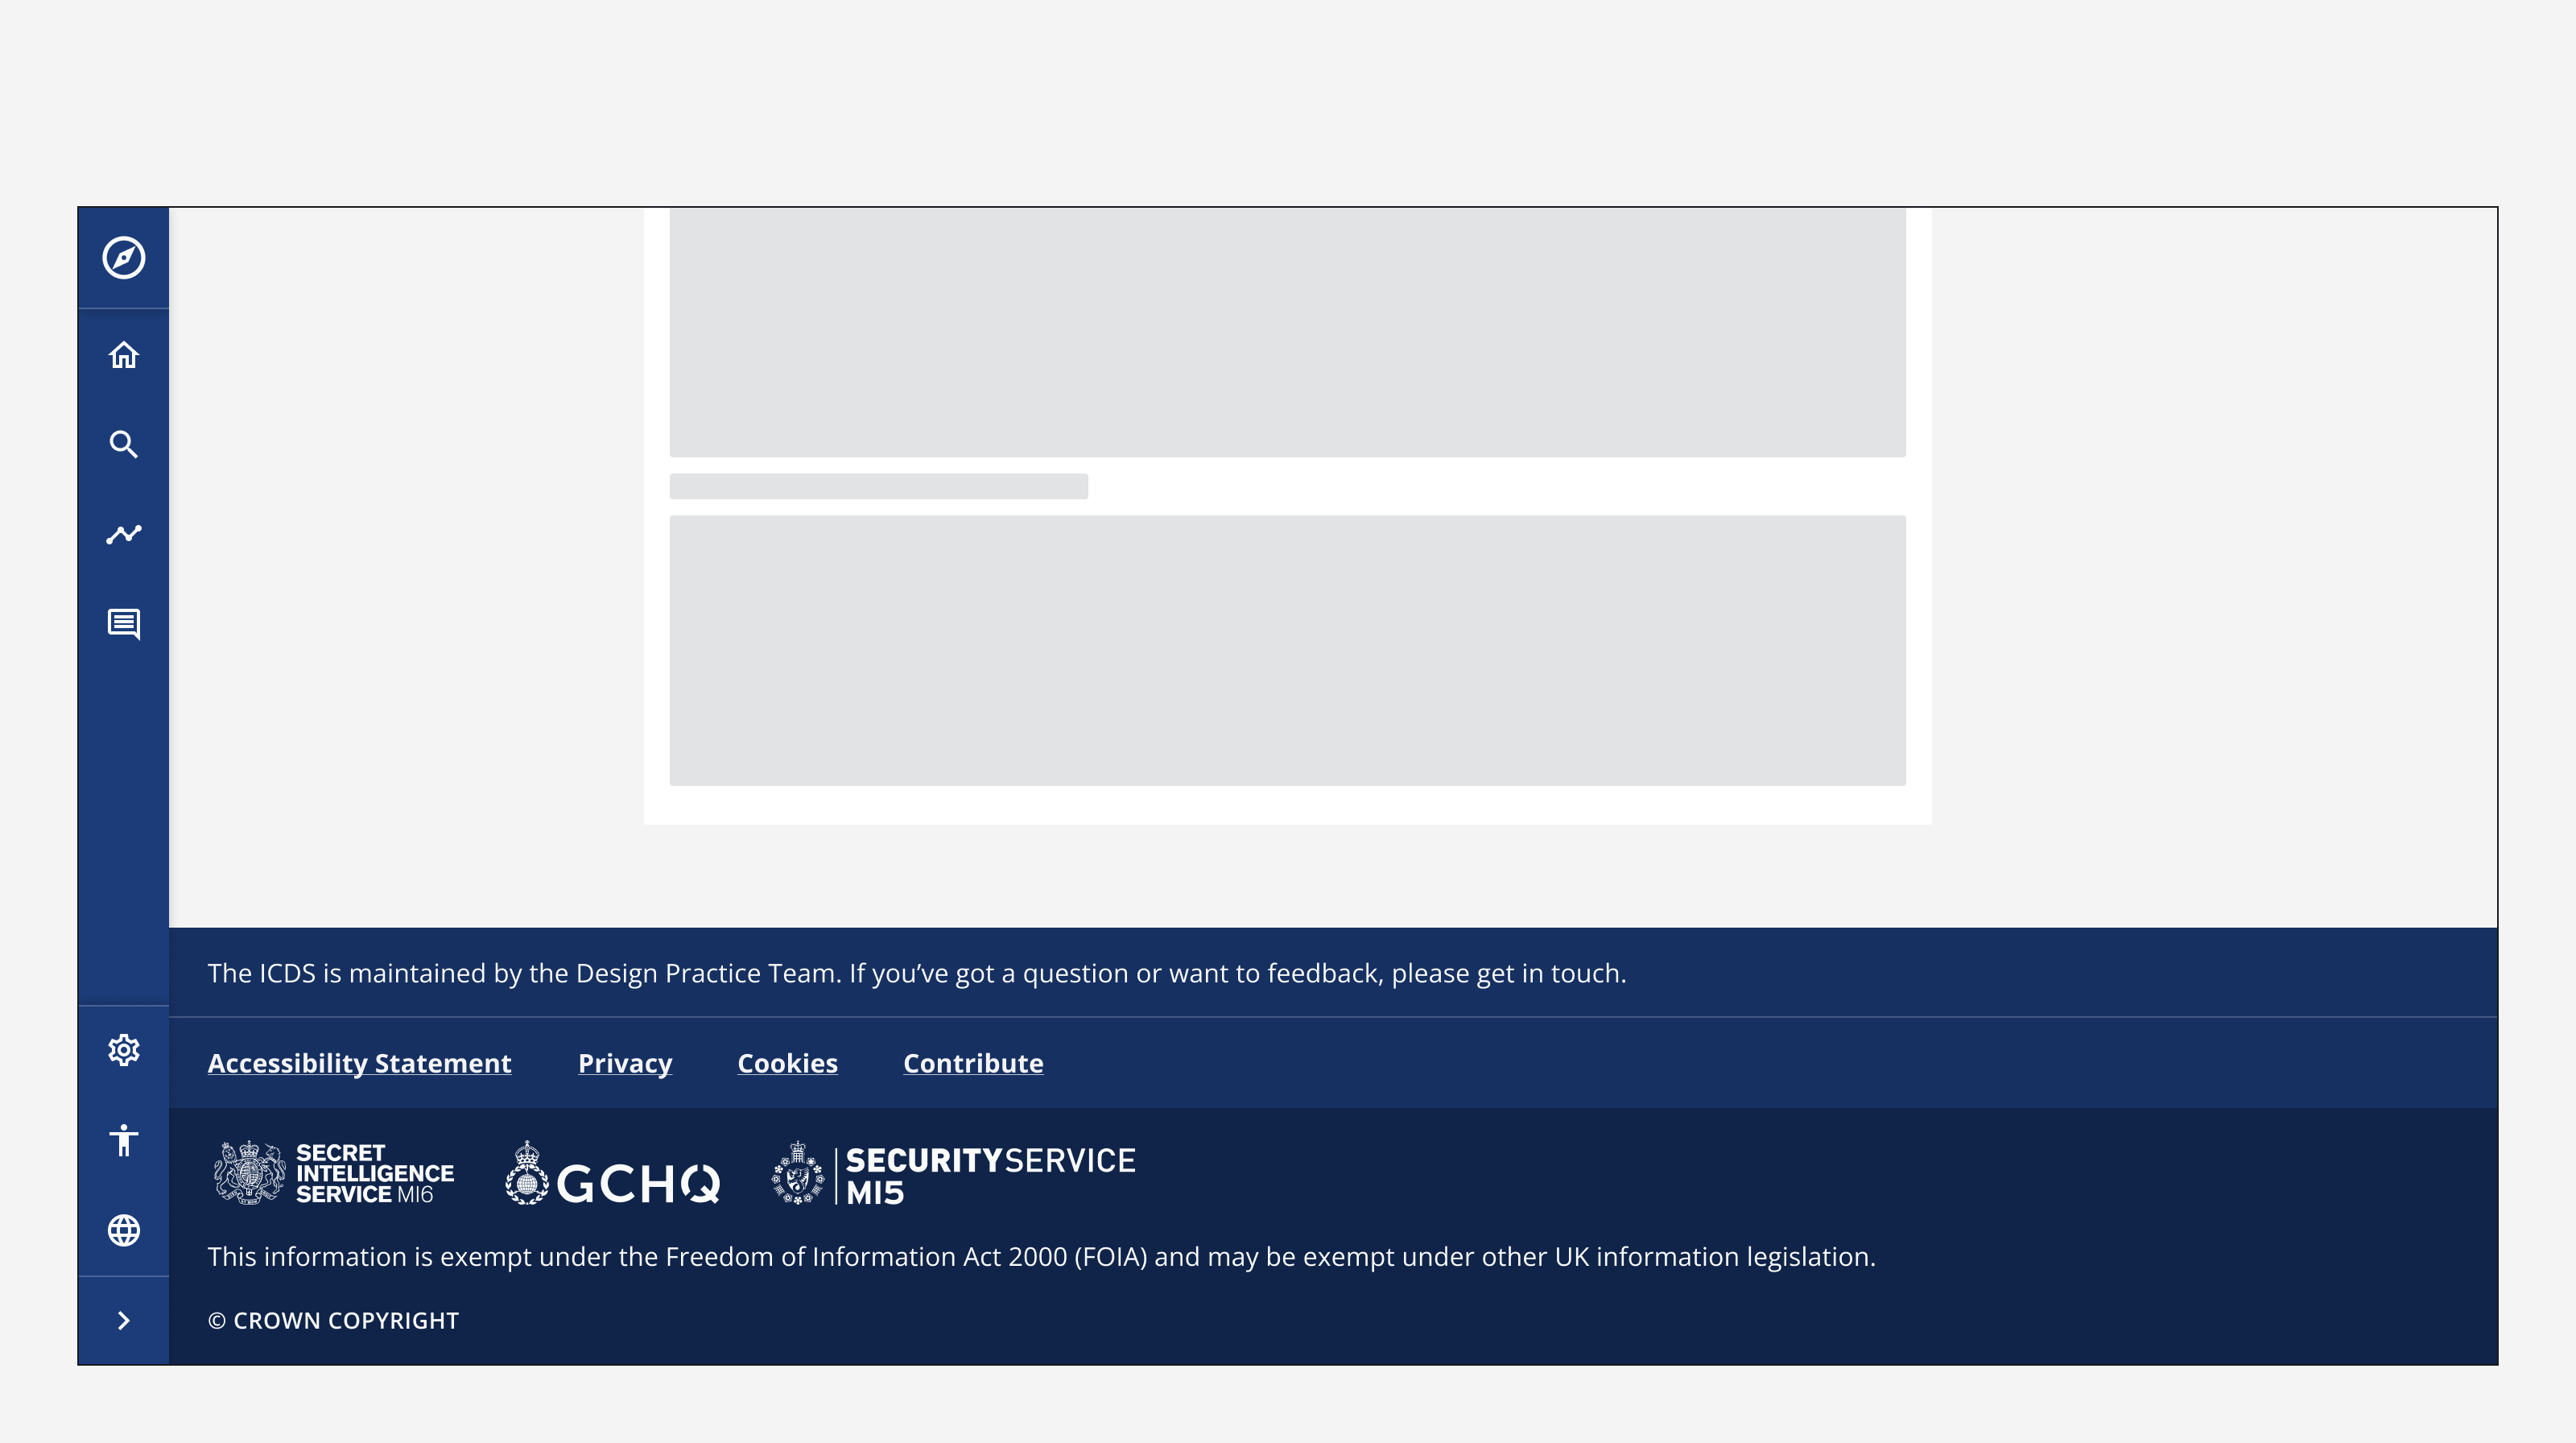 The ICDS is maintained by the Design Practice Team. If you’ve got a question or want to feedback, please get in touch.
Accessibility Statement Privacy Cookies Contribute
SECRET
INTELLIGENCE
SERVICE MI6
GCHQ
SECURITYSERVICE
MI5
This information is exempt under the Freedom of Information Act 2000 (FOIA) and may be exempt under other UK information legislation.
© CROWN COPYRIGHT